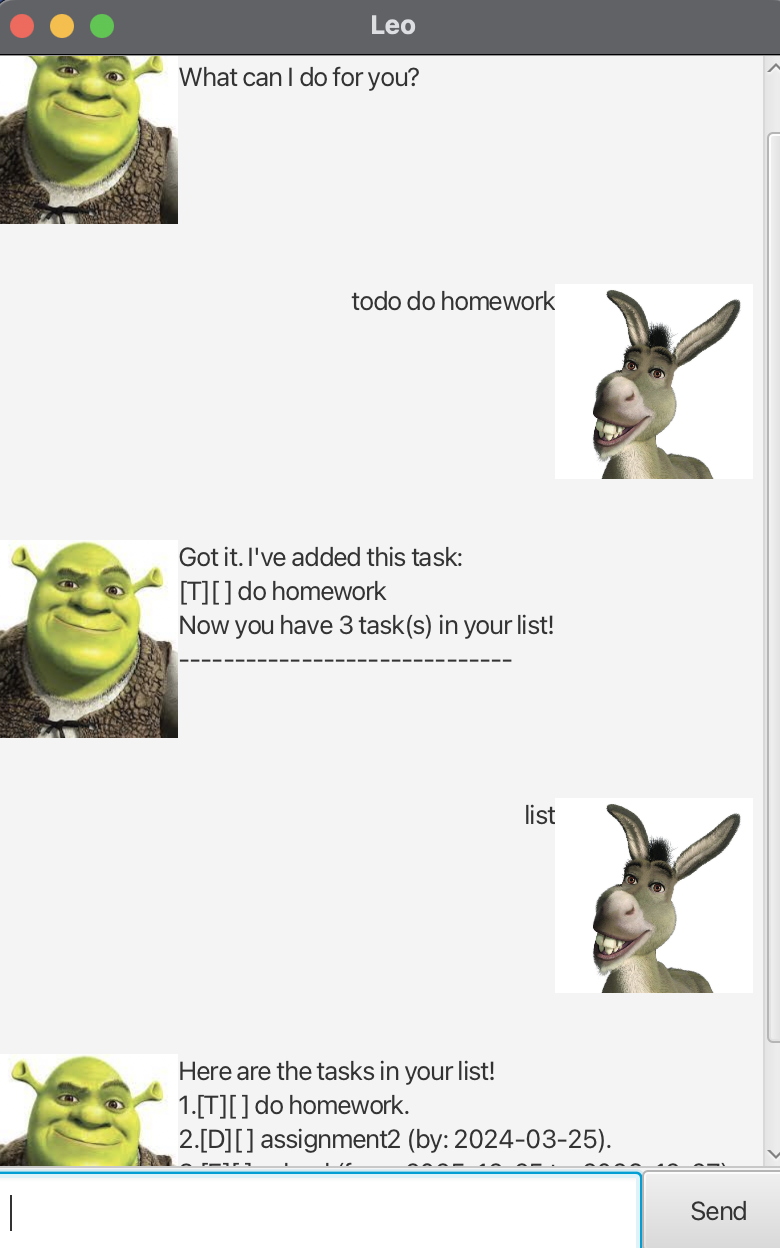 Leo
What can I do for you?
todo do homework
Got it. I've added this task:
[T][ ] do homework
Now you have 3 task(s) in your list!
------------------------------
list
Here are the tasks in your list!
1.[T][ ] do homework.
2.[D][ ] assignment2 (by: 2024-03-25).
Send